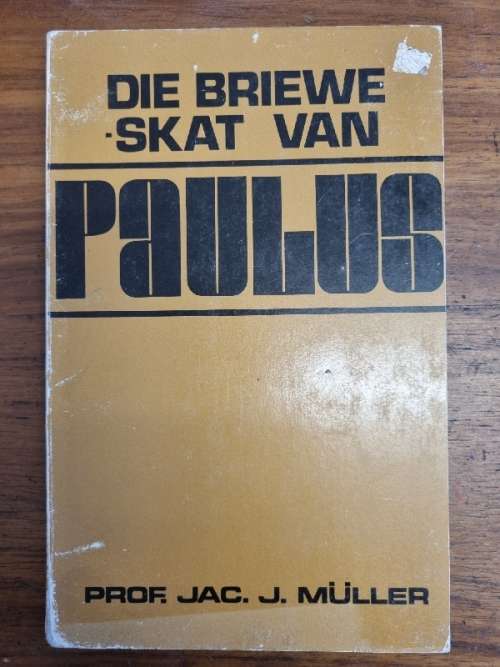 DIE BRIEWE
-SKAT VAN
PAULUS
PROF. JAC. J. MÜLLER